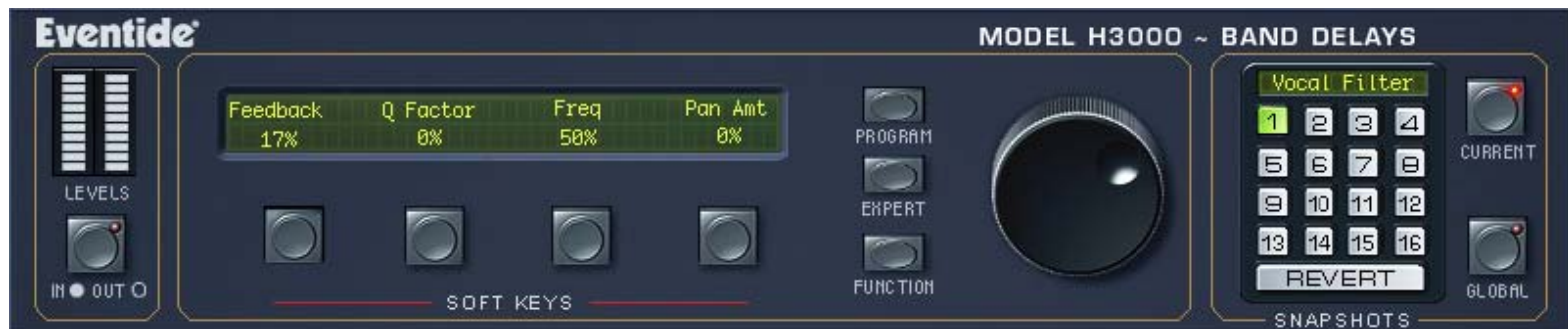 Eventide®
MODEL H3000 ~ BAND DELAYS
LEVELS
IN OUT
Feedback Q Factor Freq Pan Amt
17% 0% 50% 0%
SOFT KEYS
PROGRAM
EXPERT
FUNCTION
Vocal Filter
1 2 3 4
5 6 7 8
9 10 11 12
13 14 15 16
REVERT
SNAPSHOTS
CURRENT
GLOBAL